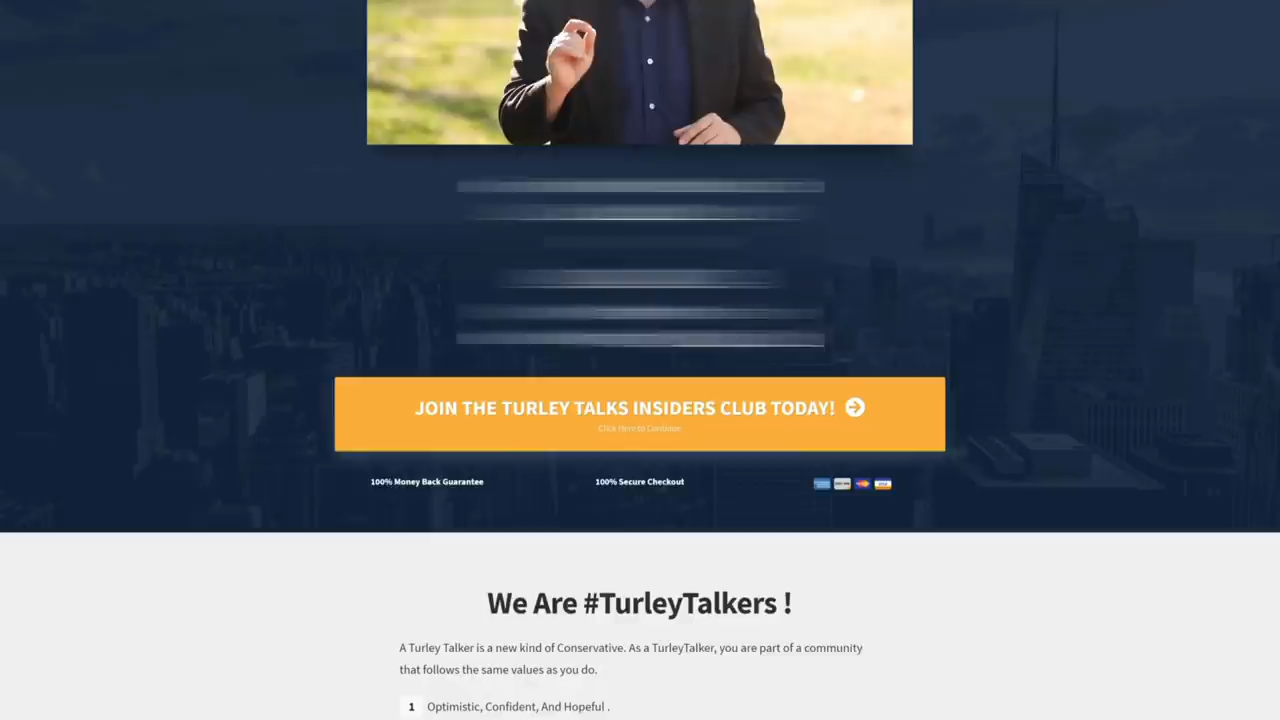 JOIN THE TURLEY TALKS INSIDERS CLUB TODAY!
Click Here to Continue
100% Money Back Guarantee
100% Secure Checkout
We Are #TurleyTalkers !
A Turley Talker is a new kind of Conservative. As a TurleyTalker, you are part of a community
that follows the same values as you do.
1 Optimistic, Confident, And Hopeful .